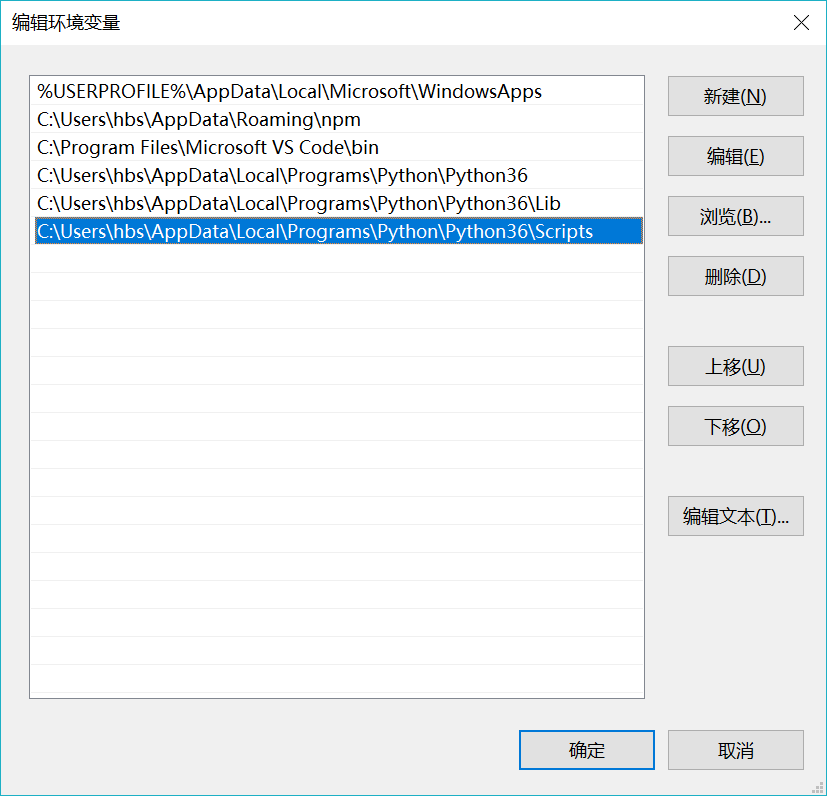 编辑环境变量
%USERPROFILE%\AppData\Local\Microsoft\WindowsApps
C:\Users\hbs\AppData\Roaming\npm
C:\Program Files\Microsoft VS Code\bin
C:\Users\hbs\AppData\Local\Programs\Python\Python36
C:\Users\hbs\AppData\Local\Programs\Python\Python36\Lib
C:\Users\hbs\AppData\Local\Programs\Python\Python36\Scripts
新建(N)
编辑(E)
浏览(B)...
删除(D)
上移(U)
下移(O)
编辑文本(T)...
确定
取消